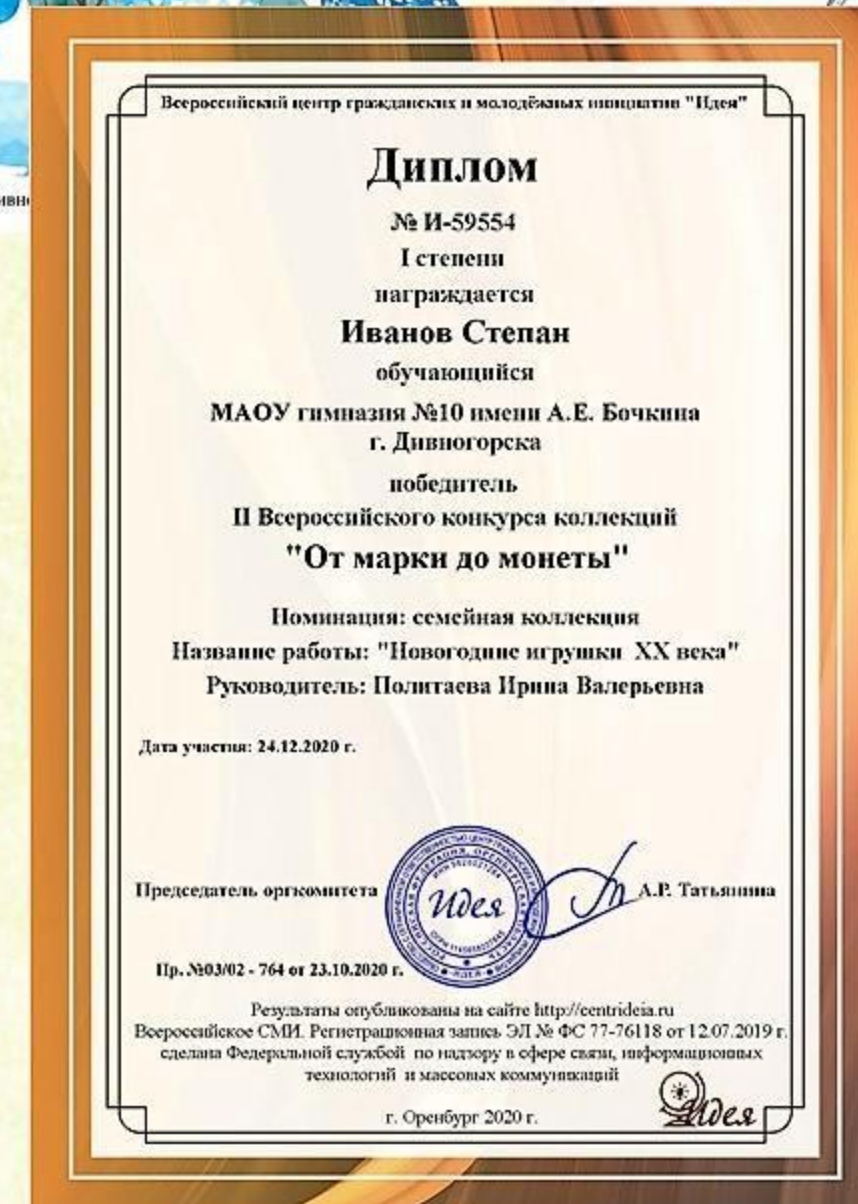 Всероссийский центр гражданских и молодёжных инициатив "Идея"
Диплом
№ И-59554
I степени
награждается
Иванов Степан
обучающийся
МАОУ гимназия №10 имени А.Е. Бочкина
г. Дивногорска
победитель
II Всероссийского конкурса коллекций
"От марки до монеты"
Номинация: семейная коллекция
Название работы: "Новогодние игрушки XX века"
Руководитель: Политаева Ирина Валерьевна
Дата участия: 24.12.2020 г.
Председатель оргкомитета
Идея
А.Р. Татьянина
Пр. №03/02 - 764 от 23.10.2020 г.
Результаты опубликованы на сайте http://centrideia.ru
Всероссийское СМИ. Регистрационная запись ЭЛ № ФС 77-76118 от 12.07.2019 г.
сделана Федеральной службой по надзору в сфере связи, информационных
технологий и массовых коммуникаций
Идея
г. Оренбург 2020 г.